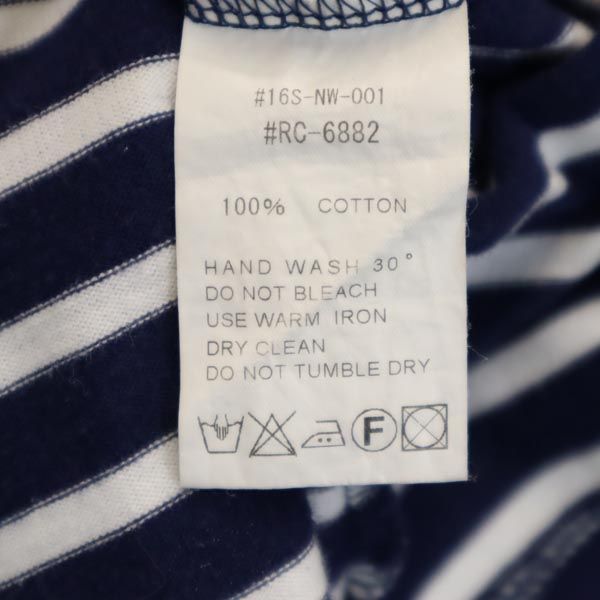 #16S-NW-001
#RC-6882
100% COTTON
HAND WASH 30°
DO NOT BLEACH
USE WARM IRON
DRY CLEAN
DO NOT TUMBLE DRY
F